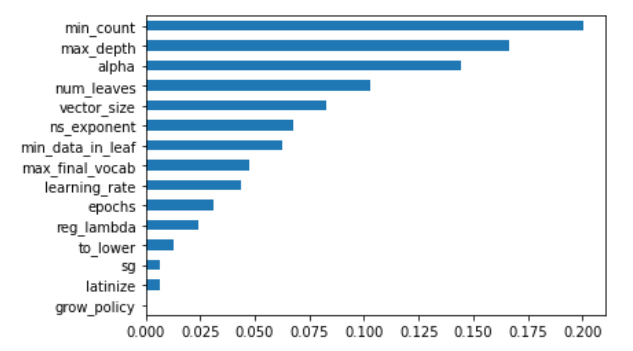 min_count
max_depth
alpha
num_leaves
vector_size
ns_exponent
min_data_in_leaf
max_final_vocab
learning_rate
epochs
reg_lambda
to_lower
sg
latinize
grow_policy
0.000 0.025 0.050 0.075 0.100 0.125 0.150 0.175 0.200